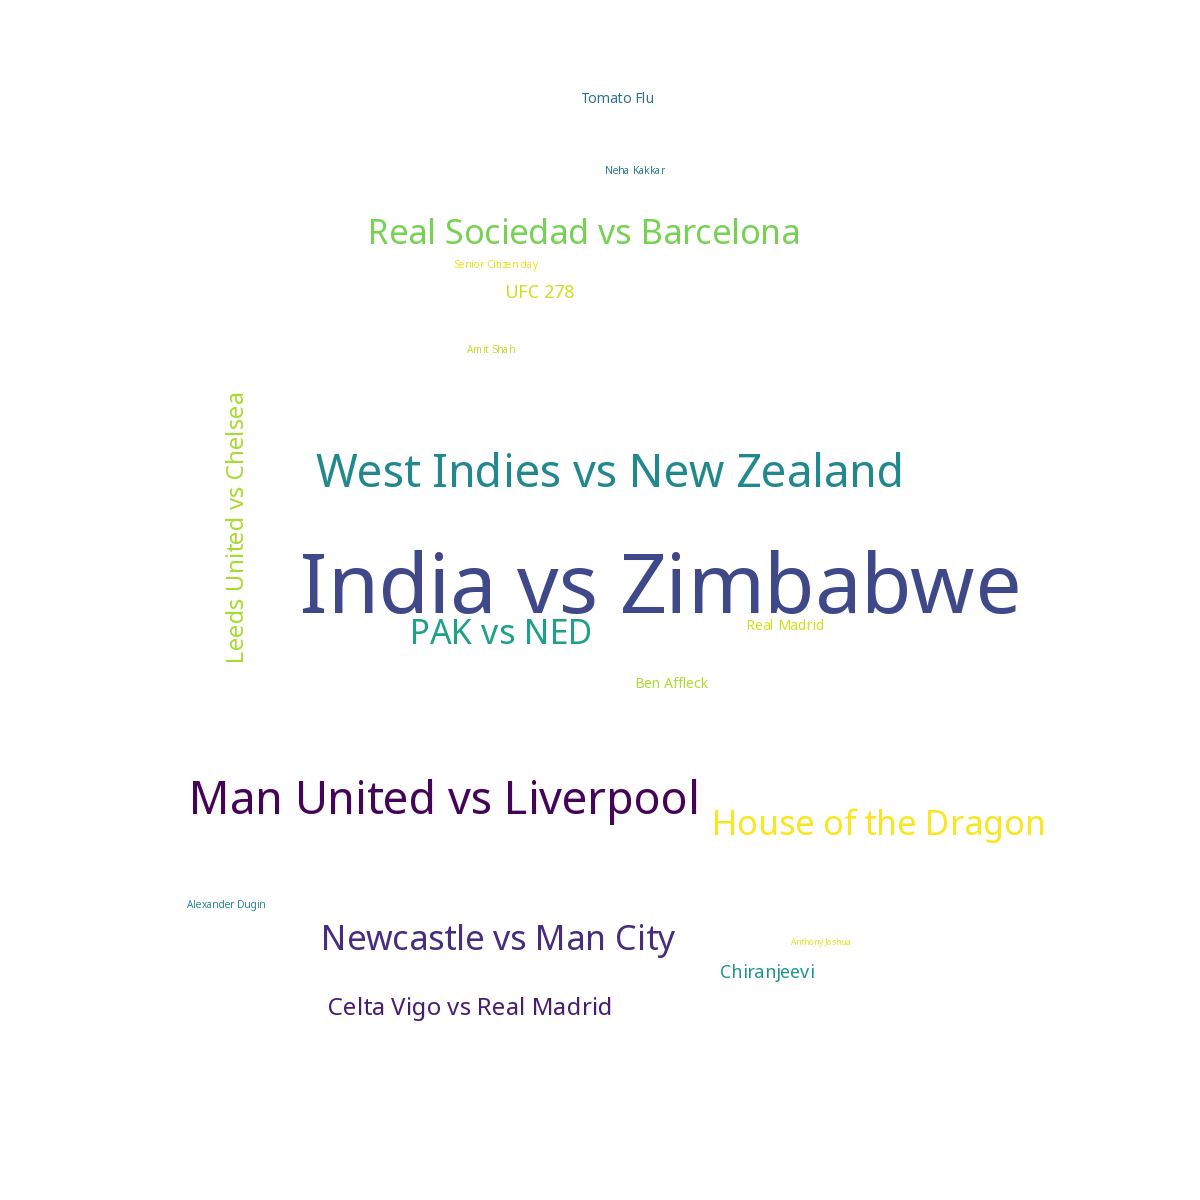 Tomato Flu
Neha Kakkar
Real Sociedad vs Barcelona
Senior Citizen day
UFC 278
Amit Shah
Leeds United vs Chelsea
West Indies vs New Zealand
India vs Zimbabwe
PAK vs NED
Real Madrid
Ben Affleck
Man United vs Liverpool
House of the Dragon
Alexander Dugin
Newcastle vs Man City
Anthony Joshua
Chiranjeevi
Celta Vigo vs Real Madrid